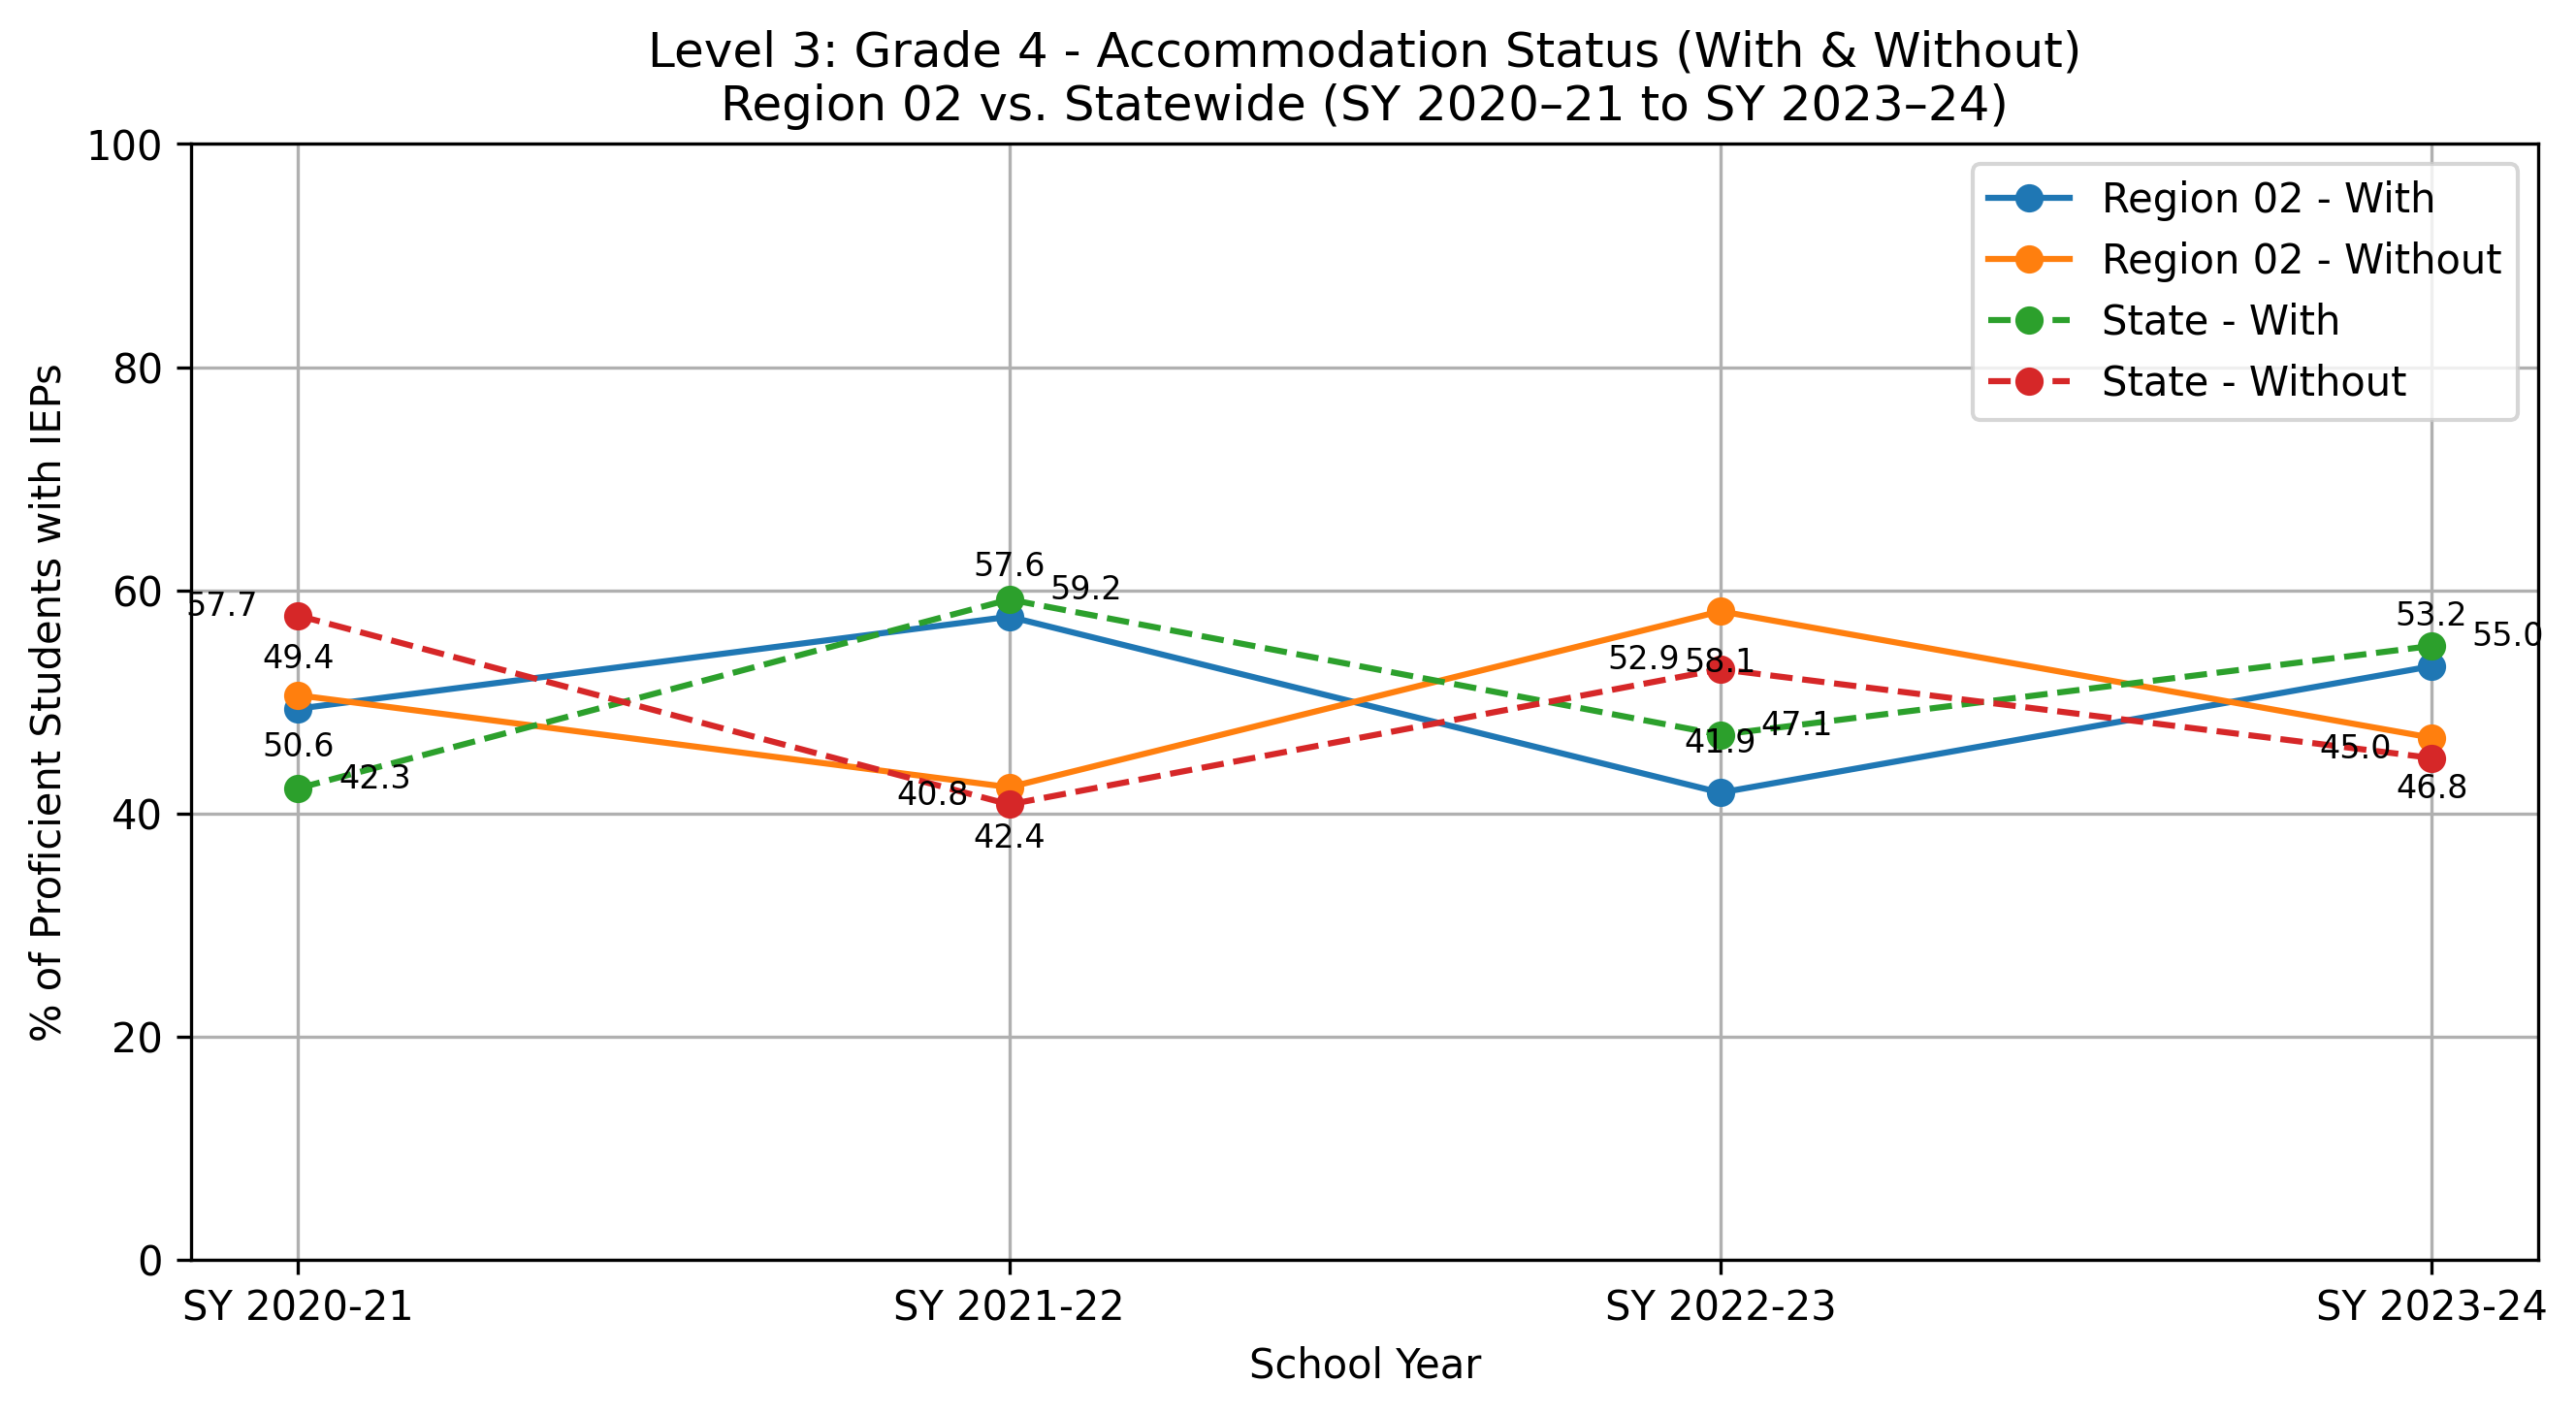 Level 3: Grade 4 - Accommodation Status (With & Without)
Region 02 vs. Statewide (SY 2020–21 to SY 2023–24)
% of Proficient Students with IEPs
100
80
60
40
20
0
Region 02 - With
Region 02 - Without
State - With
State - Without
57.7
49.4
50.6
42.3
57.6
59.2
40.8
42.4
52.9
58.1
47.1
41.9
53.2
55.0
45.0
46.8
SY 2020-21
SY 2021-22
SY 2022-23
SY 2023-24
School Year